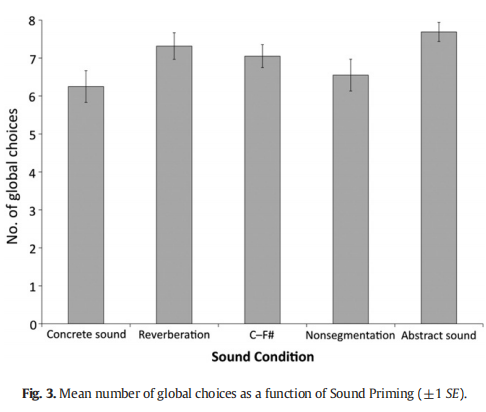 8
7
6
5
4
3
2
1
0
No. of global choices
Concrete sound Reverberation C–F# Nonsegmentation Abstract sound
Sound Condition
Fig. 3. Mean number of global choices as a function of Sound Priming (±1 SE).